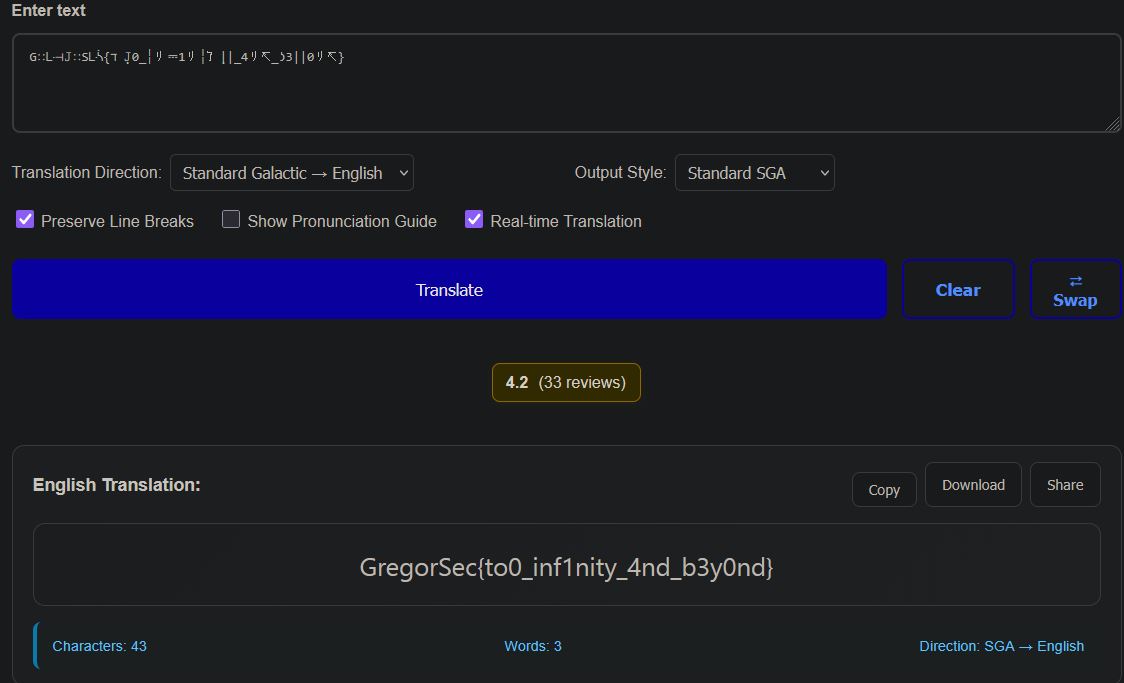 Enter text
G∷ᒷ⊣𝙹∷Sᒷᓵ{ℸ ̣ 𝙹0_╎リ⎓1リ╎ℸ ̣ ||_4リ↸_ʖ3||0リ↸}
Translation Direction: Standard Galactic → English Output Style: Standard SGA
Preserve Line Breaks Show Pronunciation Guide Real-time Translation
Translate Clear ⇄ Swap
4.2 (33 reviews)
English Translation: Copy Download Share
GregorSec{to0_inf1nity_4nd_b3y0nd}
Characters: 43 Words: 3 Direction: SGA → English